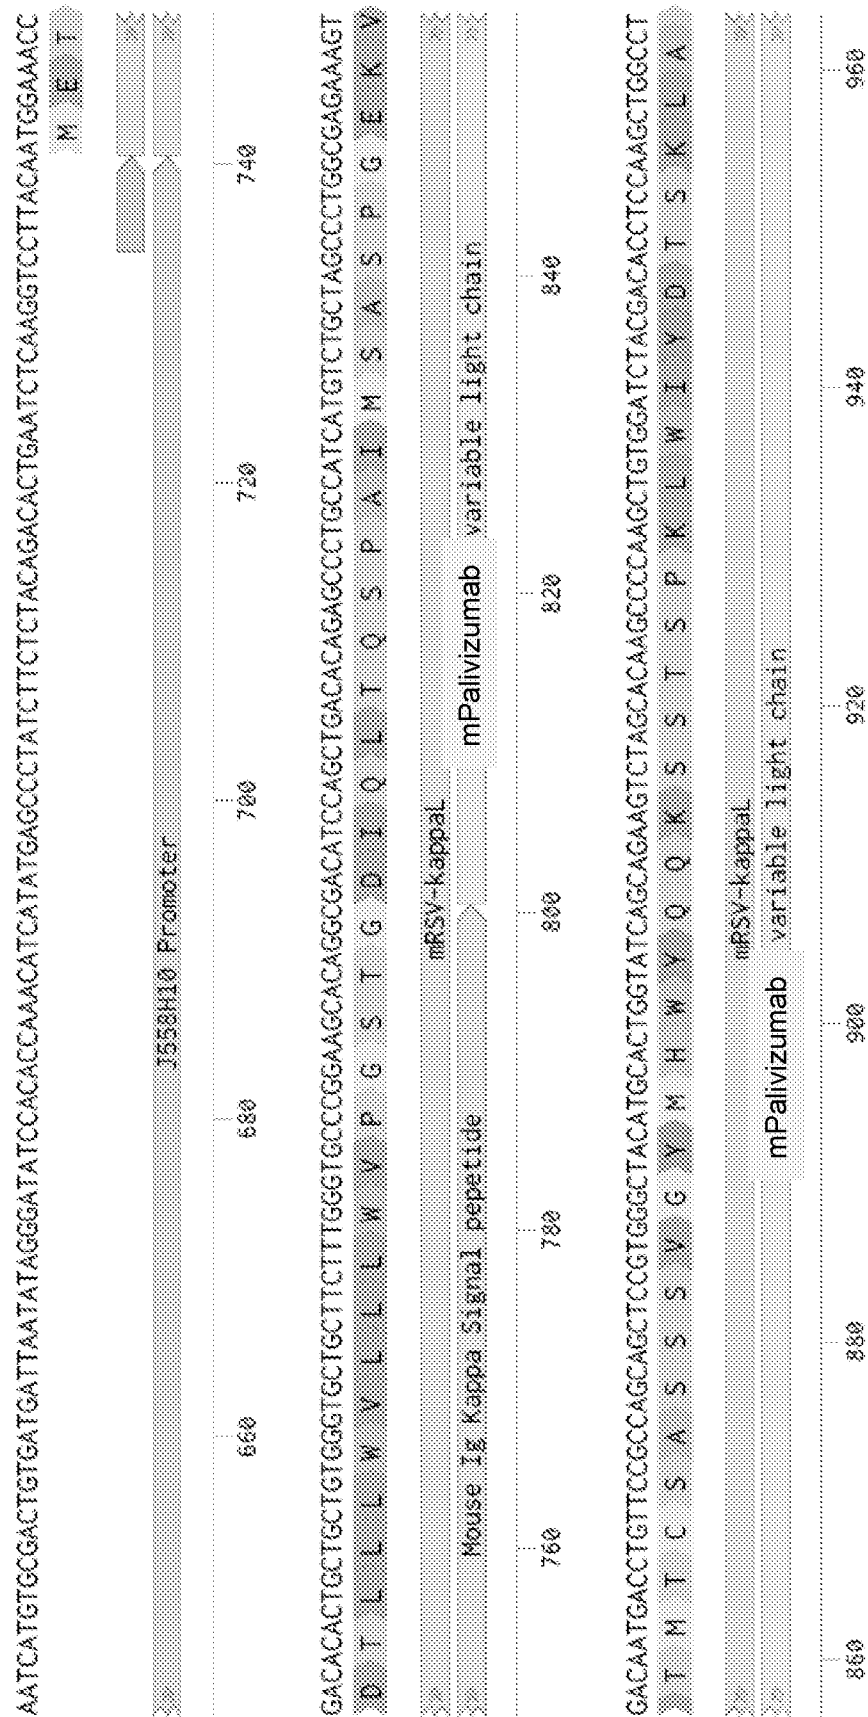 AATCATGTGCGACTGTGATGATTAATATAGGGATATCCACACCAAACATCATATGAGCCCTATCTTCTCTACAGACACTGAATCTCAAGGTCCTTACAATGGAAACC
M E T
J558H10 Promoter
660 680 700 720 740
GACACACTGCTGCTGTGGGTGCTGCTTCTTTGGGTGCCCGGAAGCACAGGCGACATCCAGCTGACACAGAGCCCTGCCATCATGTCTGCTAGCCCTGGCGAGAAAGT
D T L L L W V L L L W V P G S T G D I Q L T Q S P A I M S A S P G E K V
mRSV-kappaL
Mouse Ig Kappa Signal pepetide mPalivizumab variable light chain
760 780 800 820 840
GACAATGACCTGTTCCGCCAGCAGCTCCGTGGGCTACATGCACTGGTATCAGCAGAAGTCTAGCACAAGCCCCAAGCTGTGGATCTACGACACCTCCAAGCTGGCCT
T M T C S A S S S V G Y M H W Y Q Q K S S T S P K L W I Y D T S K L A
mRSV-kappaL
mPalivizumab variable light chain
860 880 900 920 940 960